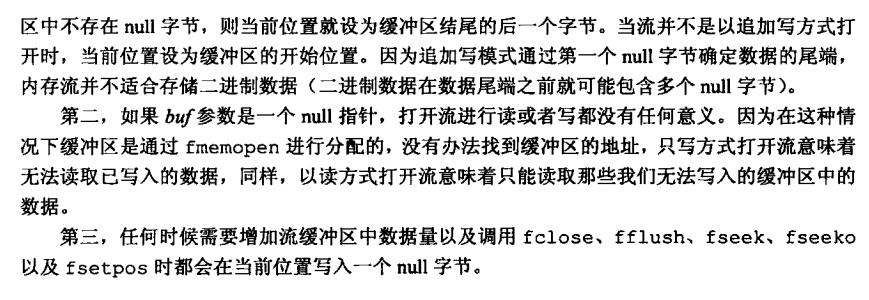 区中不存在 null 字节，则当前位置就设为缓冲区结尾的后一个字节。当流并不是以追加写方式打
开时，当前位置设为缓冲区的开始位置。因为追加写模式通过第一个 null 字节确定数据的尾端，
内存流并不适合存储二进制数据（二进制数据在数据尾端之前就可能包含多个 null 字节）。
第二，如果 buf 参数是一个 null 指针，打开流进行读或者写都没有任何意义。因为在这种情
况下缓冲区是通过 fmemopen 进行分配的，没有办法找到缓冲区的地址，只写方式打开流意味着
无法读取已写入的数据，同样，以读方式打开流意味着只能读取那些我们无法写入的缓冲区中的
数据。
第三，任何时候需要增加流缓冲区中数据量以及调用 fclose、fflush、fseek、fseeko
以及 fsetpos 时都会在当前位置写入一个 null 字节。